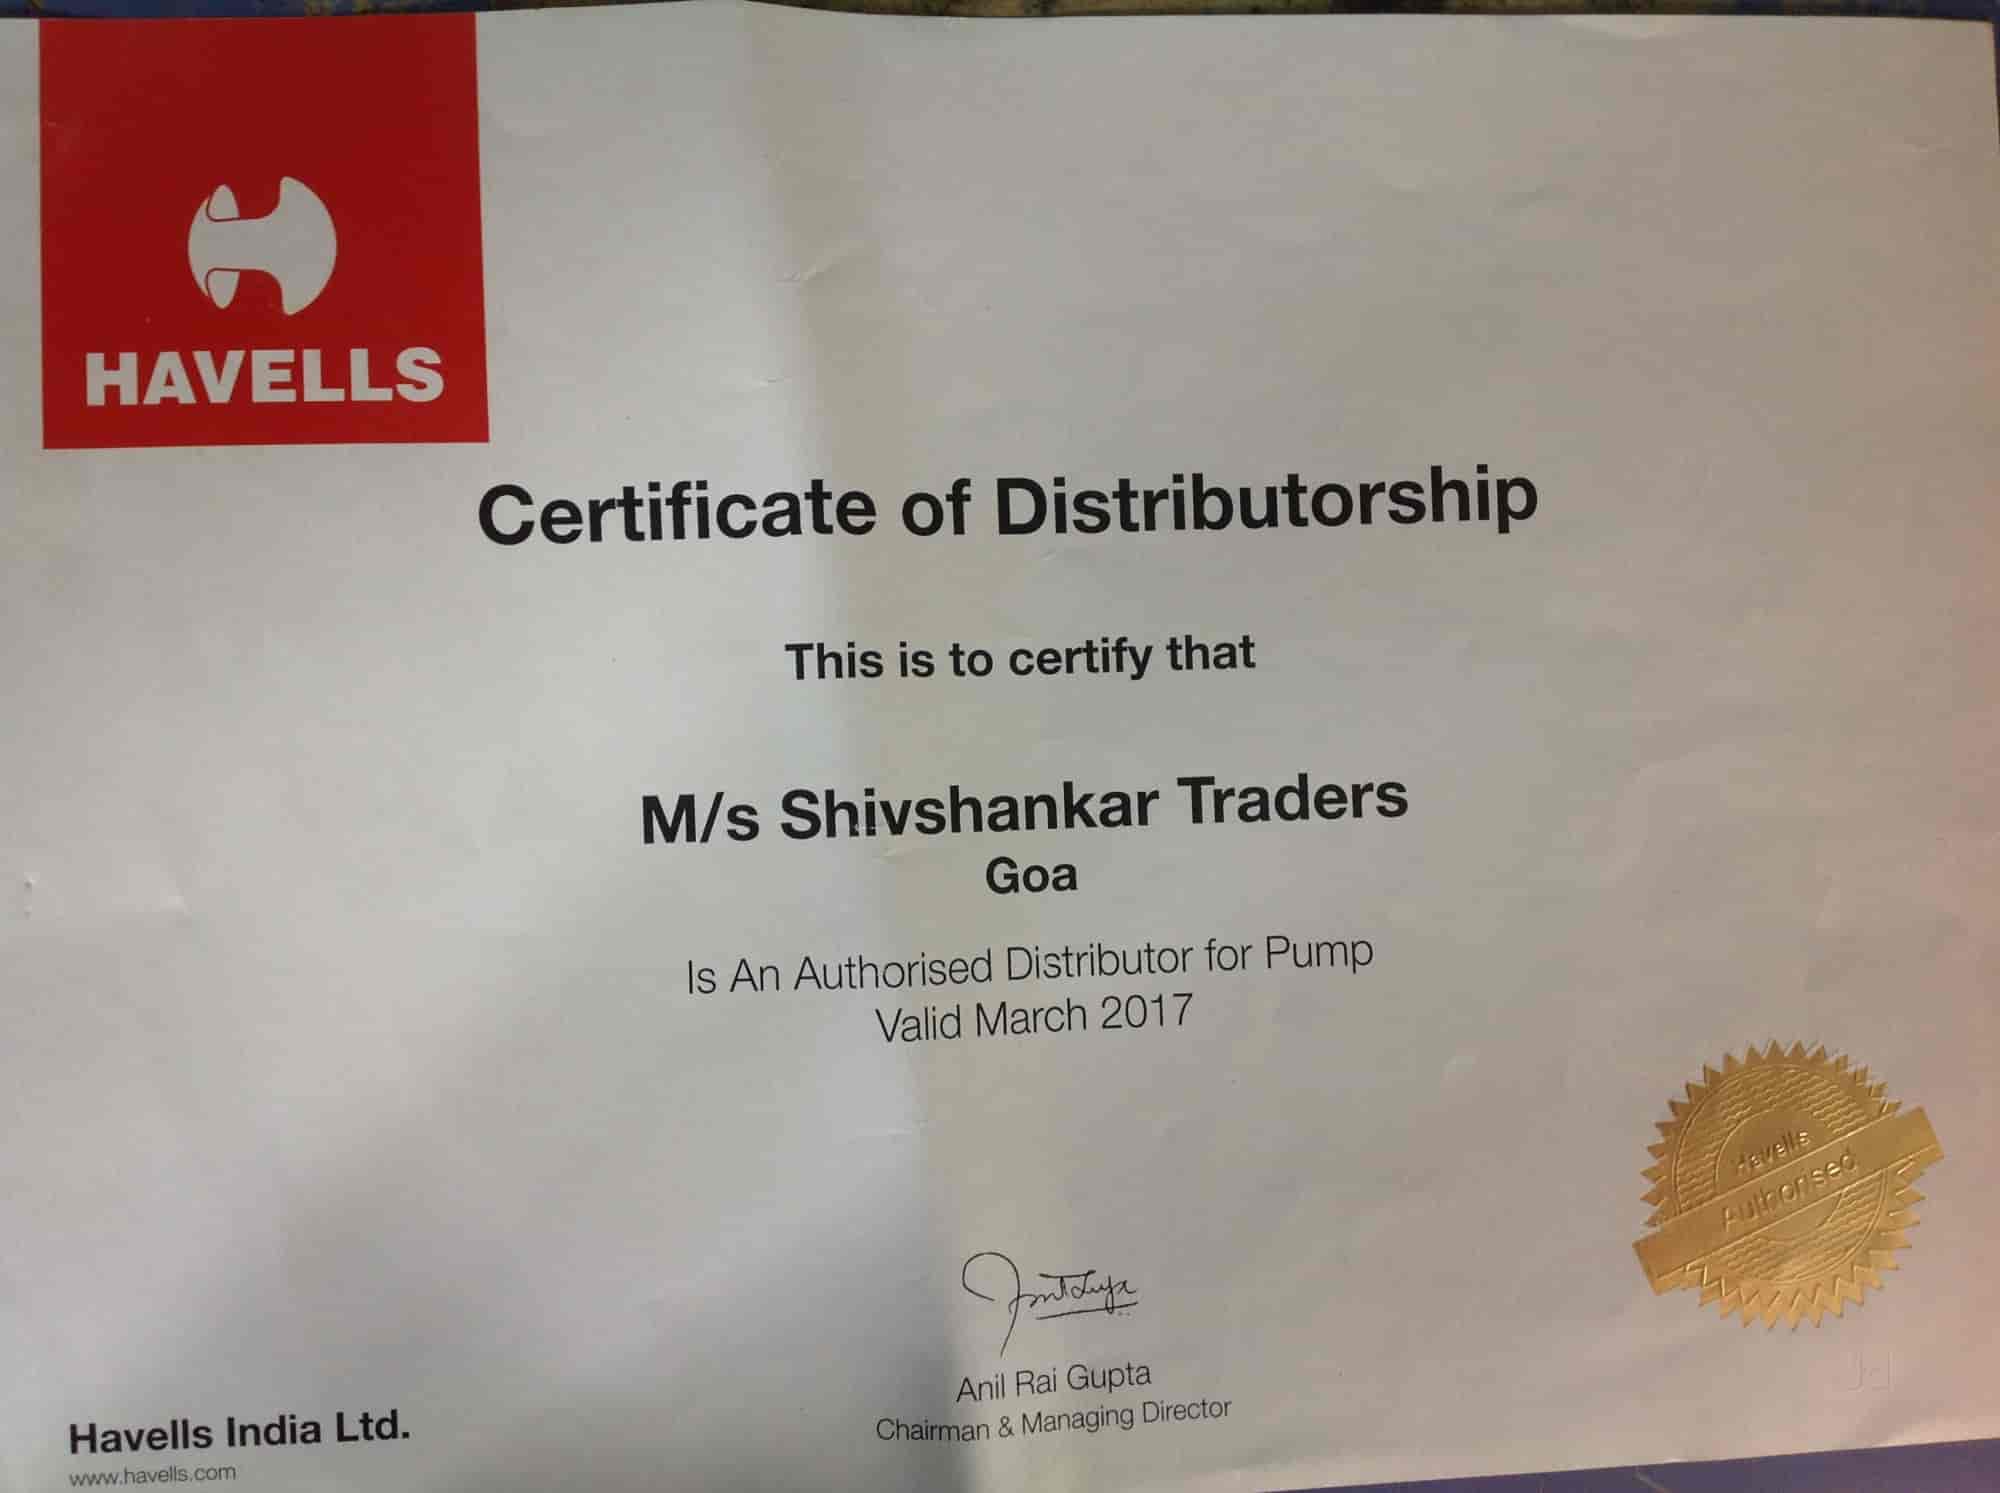 HAVELLS
Certificate of Distributorship
This is to certify that
M/s Shivshankar Traders
Goa
Is An Authorised Distributor for Pump
Valid March 2017
Havells
Authorised
Anil Rai Gupta
Chairman & Managing Director
Havells India Ltd.
www.havells.com
Jd